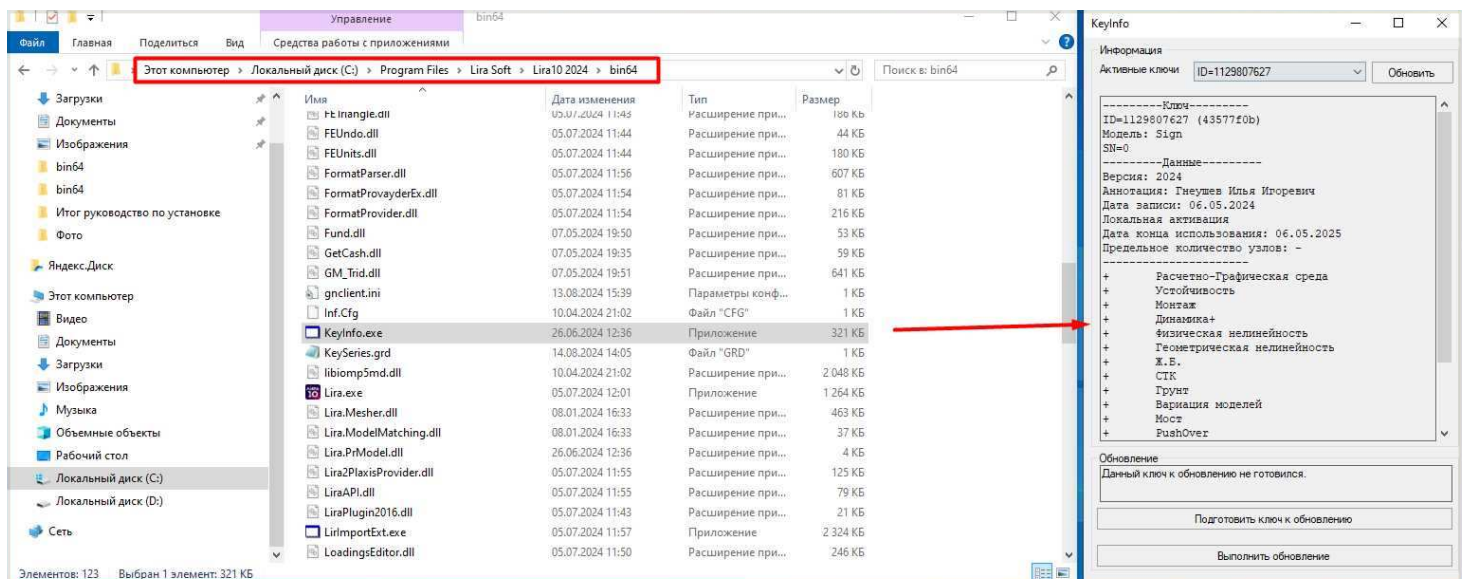 Управление
bin64
Файл
Главная
Поделиться
Вид
Средства работы с приложениями
Этот компьютер › Локальный диск (C:) › Program Files › Lira Soft › Lira10 2024 › bin64
Поиск в: bin64
Загрузки
Документы
Изображения
bin64
bin64
Итог руководство по установке
Фото
Яндекс.Диск
Этот компьютер
Видео
Документы
Загрузки
Изображения
Музыка
Объемные объекты
Рабочий стол
Локальный диск (C:)
Локальный диск (D:)
Сеть
Имя Дата изменения Тип Размер
FETriangle.dll 05.07.2024 11:43 Расширение при... 186 КБ
FEUndo.dll 05.07.2024 11:44 Расширение при... 44 КБ
FEUnits.dll 05.07.2024 11:44 Расширение при... 180 КБ
FormatParser.dll 05.07.2024 11:56 Расширение при... 607 КБ
FormatProvayderEx.dll 05.07.2024 11:54 Расширение при... 81 КБ
FormatProvider.dll 05.07.2024 11:54 Расширение при... 216 КБ
Fund.dll 07.05.2024 19:50 Расширение при... 53 КБ
GetCash.dll 07.05.2024 19:35 Расширение при... 59 КБ
GM_Trid.dll 07.05.2024 19:51 Расширение при... 641 КБ
gnclient.ini 13.08.2024 15:39 Параметры конф... 1 КБ
Inf.Cfg 10.04.2024 21:02 Файл "CFG" 1 КБ
KeyInfo.exe 26.06.2024 12:36 Приложение 321 КБ
KeySeries.grd 14.08.2024 14:05 Файл "GRD" 1 КБ
libiomp5md.dll 10.04.2024 21:02 Расширение при... 2 048 КБ
Lira.exe 05.07.2024 12:01 Приложение 1 264 КБ
Lira.Mesher.dll 08.01.2024 16:33 Расширение при... 463 КБ
Lira.ModelMatching.dll 08.01.2024 16:33 Расширение при... 37 КБ
Lira.PrModel.dll 26.06.2024 12:36 Расширение при... 4 КБ
Lira2PlaxisProvider.dll 05.07.2024 11:55 Расширение при... 125 КБ
LiraAPI.dll 05.07.2024 11:55 Расширение при... 79 КБ
LiraPlugin2016.dll 05.07.2024 11:43 Расширение при... 21 КБ
LirImportExt.exe 05.07.2024 11:57 Приложение 2 324 КБ
LoadingsEditor.dll 05.07.2024 11:50 Расширение при... 246 КБ
Элементов: 123 Выбран 1 элемент: 321 КБ
KeyInfo
Информация
Активные ключи ID=1129807627 Обновить
---------Ключ---------
ID=1129807627 (43577f0b)
Модель: Sign
SN=0
---------Данные---------
Версия: 2024
Аннотация: Гнеушев Илья Игоревич
Дата записи: 06.05.2024
Локальная активация
Дата конца использования: 06.05.2025
Предельное количество узлов: -
----------------------
+ Расчетно-Графическая среда
+ Устойчивость
+ Монтаж
+ Динамика+
+ Физическая нелинейность
+ Геометрическая нелинейность
+ Ж.Б.
+ СТК
+ Грунт
+ Вариация моделей
+ Мост
+ PushOver
Обновление
Данный ключ к обновлению не готовился.
Подготовить ключ к обновлению
Выполнить обновление